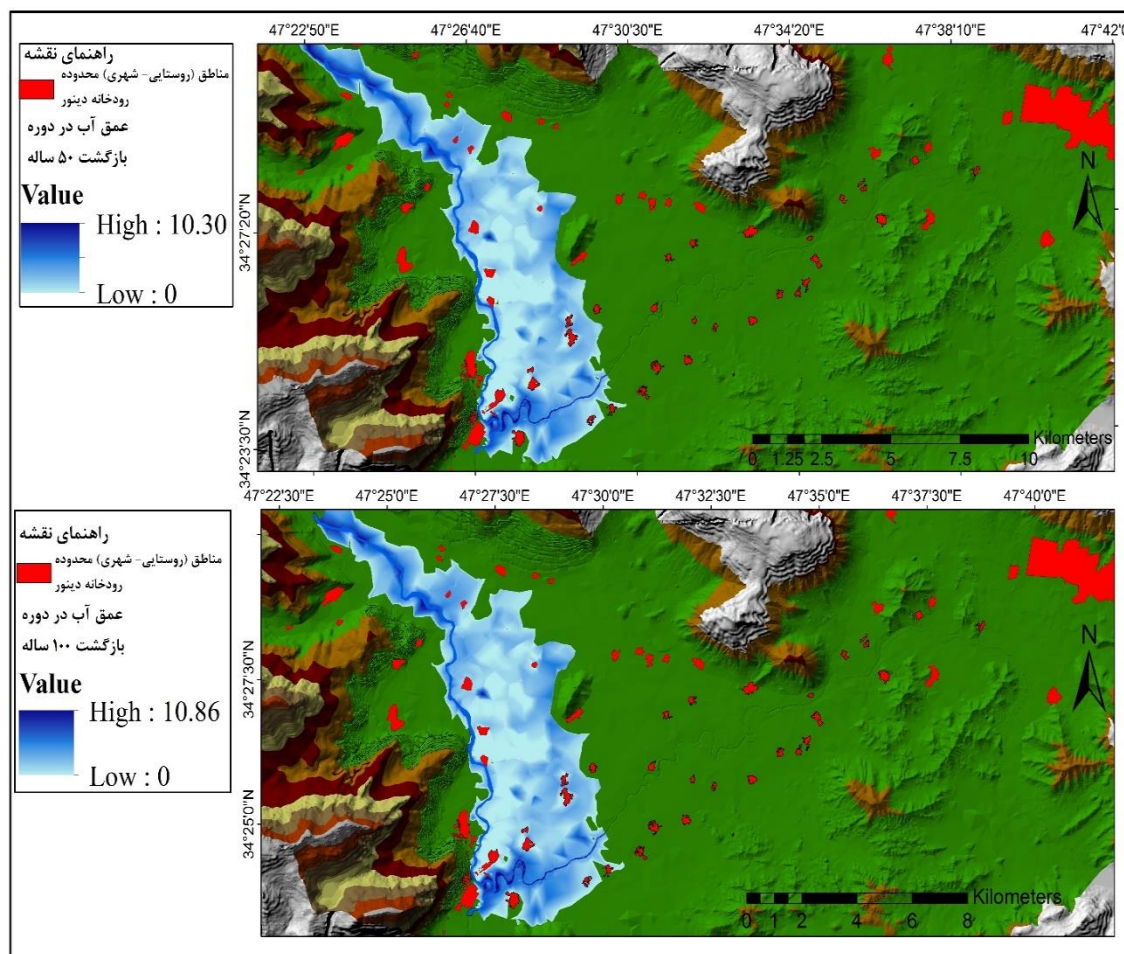 47°22'50"E 47°26'40"E 47°30'30"E 47°34'20"E 47°38'10"E 47°42'0"E
راهنمای نقشه
مناطق (روستایی- شهری) محدوده
رودخانه دینور
عمق آب در دوره
بازگشت ۵۰ ساله
Value
High : 10.30
Low : 0
34°27'20"N
34°23'30"N
N
Kilometers
0 1.25 2.5 5 7.5 10
47°22'30"E 47°25'0"E 47°27'30"E 47°30'0"E 47°32'30"E 47°35'0"E 47°37'30"E 47°40'0"E
راهنمای نقشه
مناطق (روستایی- شهری) محدوده
رودخانه دینور
عمق آب در دوره
بازگشت ۱۰۰ ساله
Value
High : 10.86
Low : 0
34°27'30"N
34°25'0"N
N
Kilometers
0 1 2 4 6 8